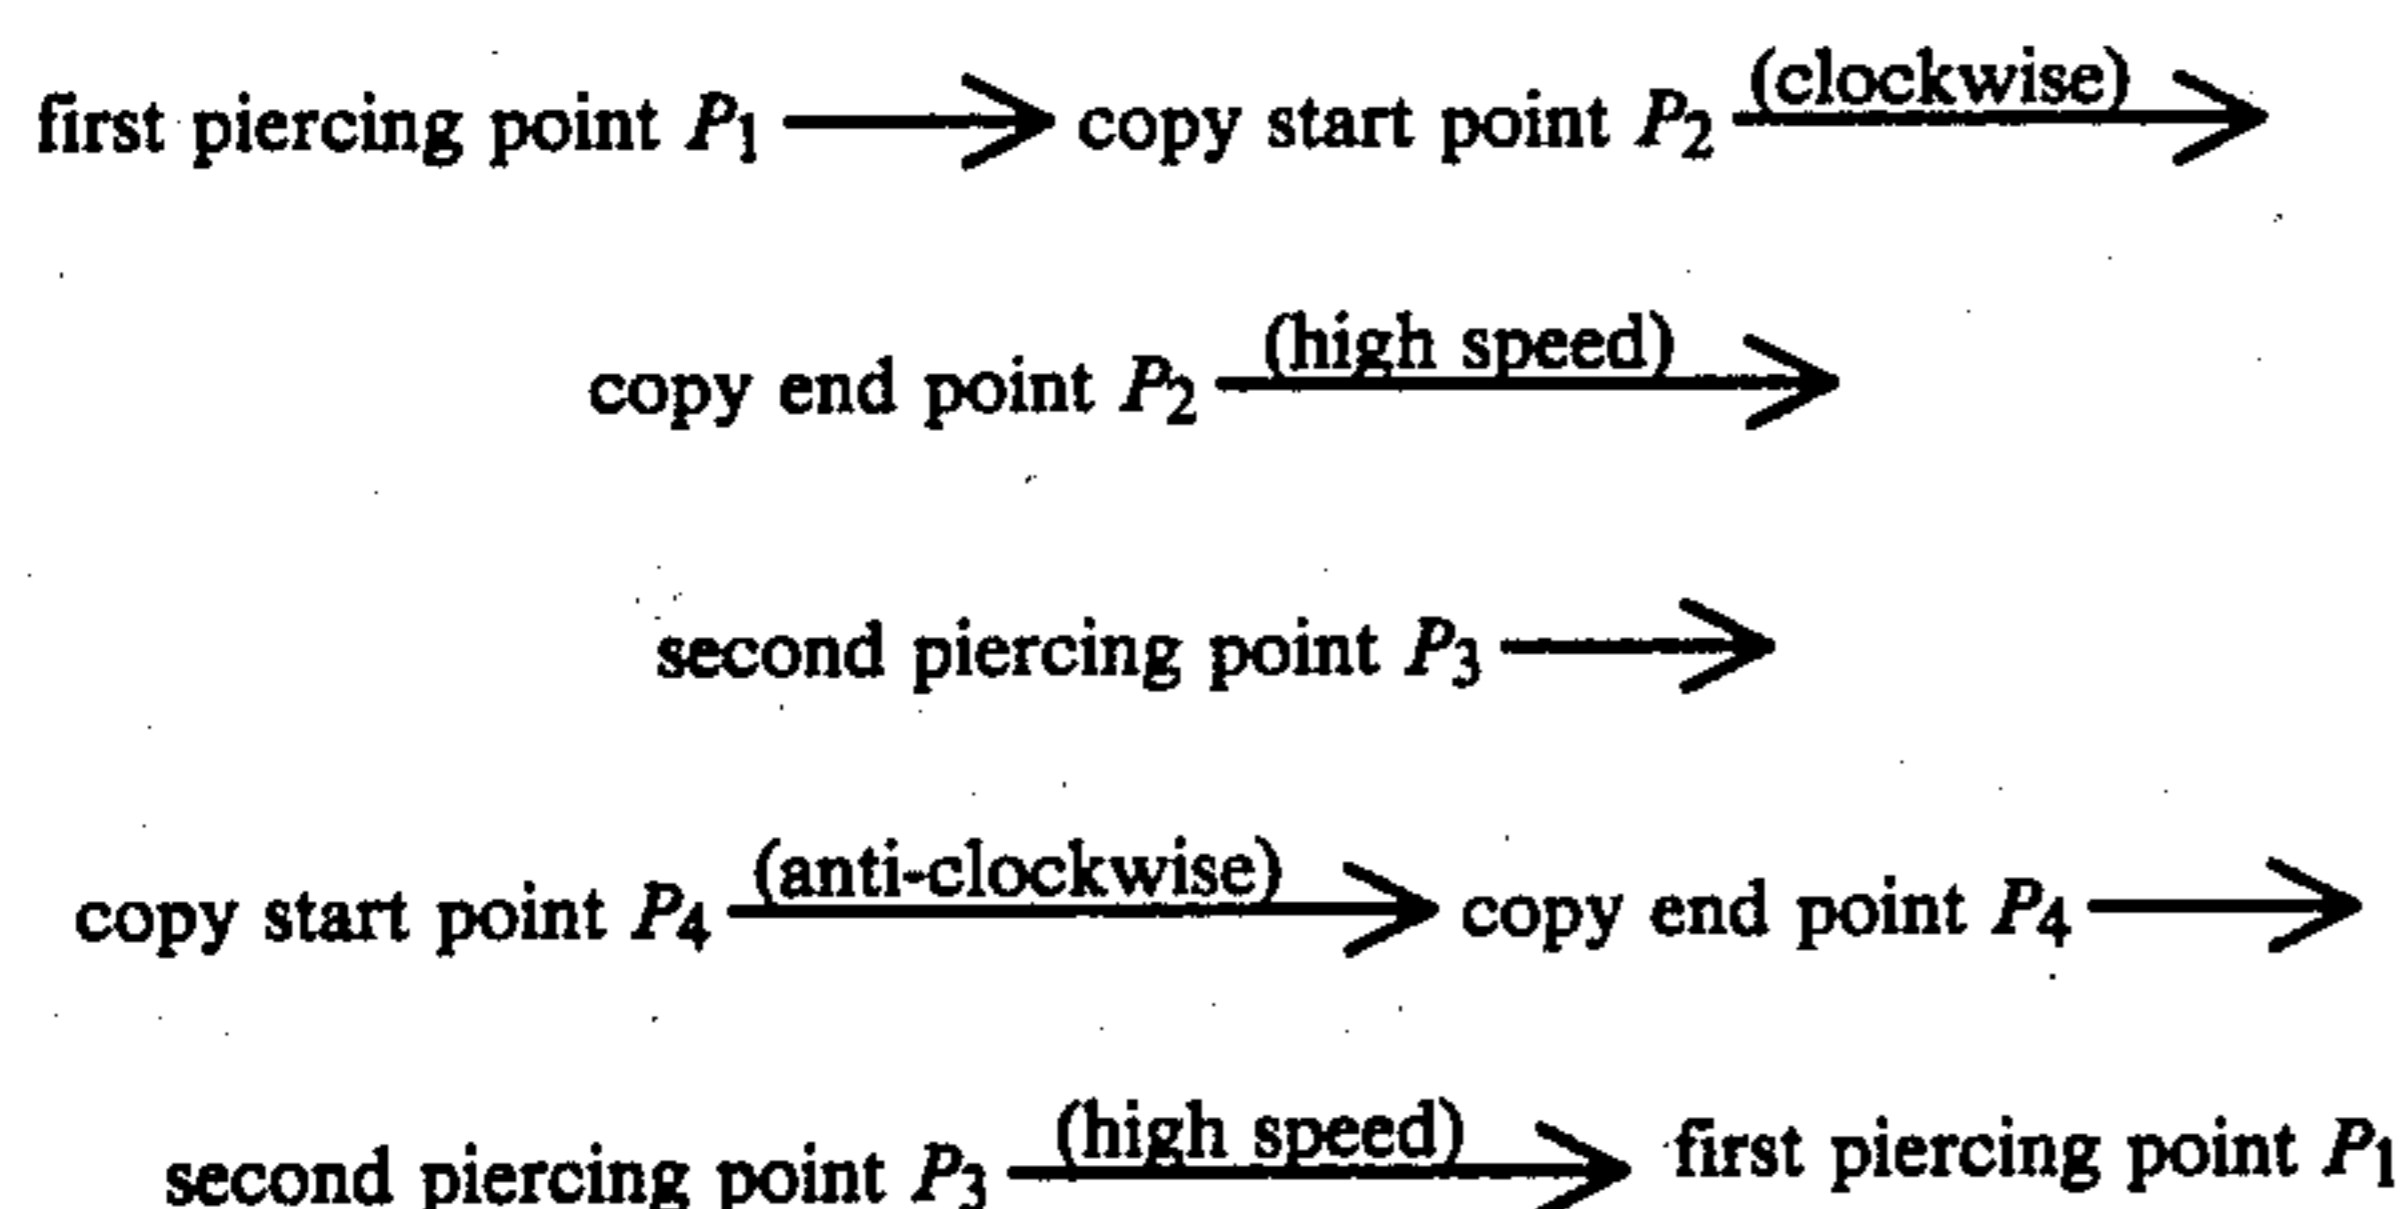 first piercing point P1 ⟶ copy start point P2 (clockwise) ⟶
copy end point P2 (high speed) ⟶
second piercing point P3 ⟶
copy start point P4 (anti-clockwise) ⟶ copy end point P4 ⟶
second piercing point P3 (high speed) ⟶ first piercing point P1